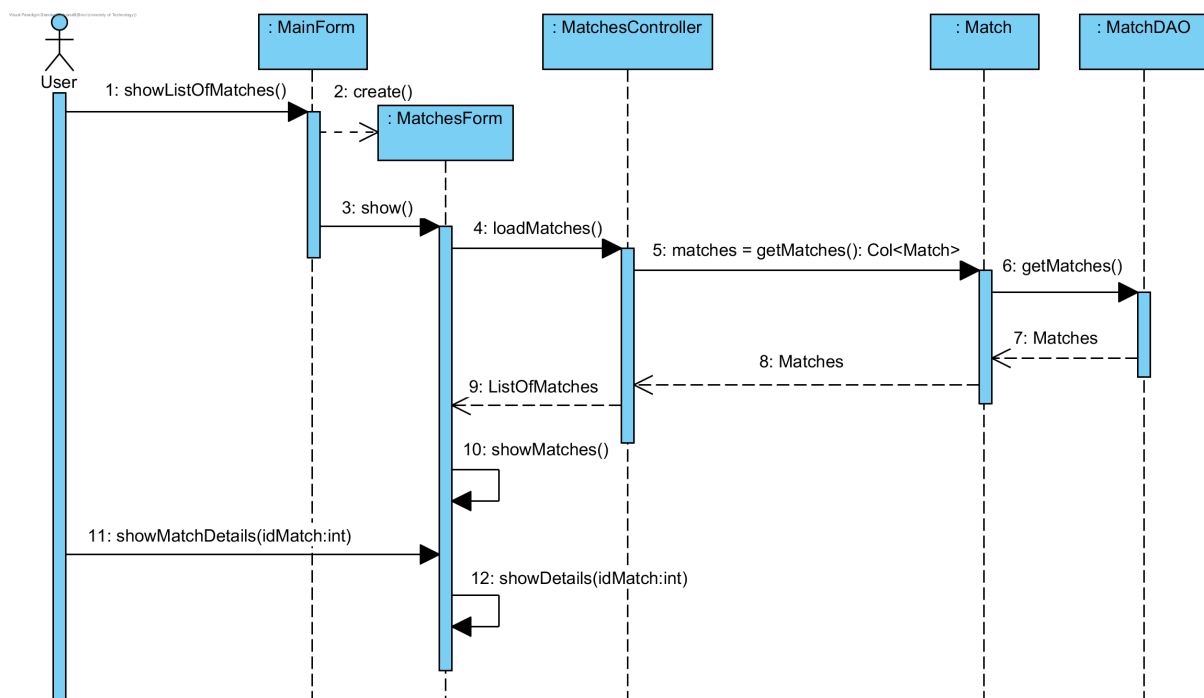 : MainForm
: MatchesController
: Match
: MatchDAO
User
1: showListOfMatches()
2: create()
: MatchesForm
3: show()
4: loadMatches()
5: matches = getMatches(): Col<Match>
6: getMatches()
7: Matches
8: Matches
9: ListOfMatches
10: showMatches()
11: showMatchDetails(idMatch:int)
12: showDetails(idMatch:int)